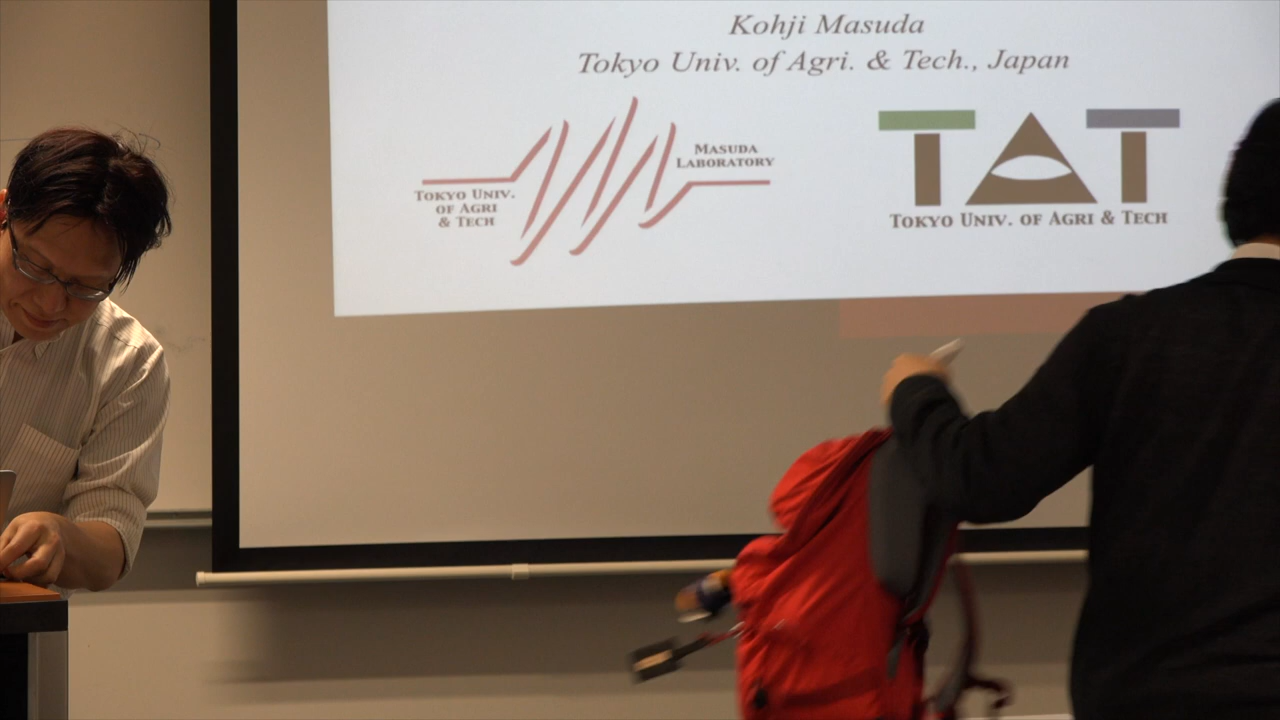 Kohji Masuda
Tokyo Univ. of Agri. & Tech., Japan
TOKYO UNIV.
OF AGRI
& TECH
MASUDA
LABORATORY
TAT
TOKYO UNIV. OF AGRI & TECH